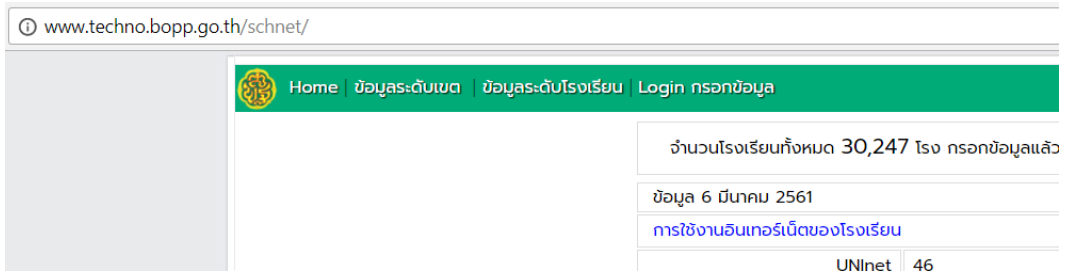 www.techno.bopp.go.th/schnet/
Home | ข้อมูลระดับเขต | ข้อมูลระดับโรงเรียน | Login กรอกข้อมูล
จำนวนโรงเรียนทั้งหมด 30,247 โรง กรอกข้อมูลแล้ว
ข้อมูล 6 มีนาคม 2561
การใช้งานอินเทอร์เน็ตของโรงเรียน
UNInet 46